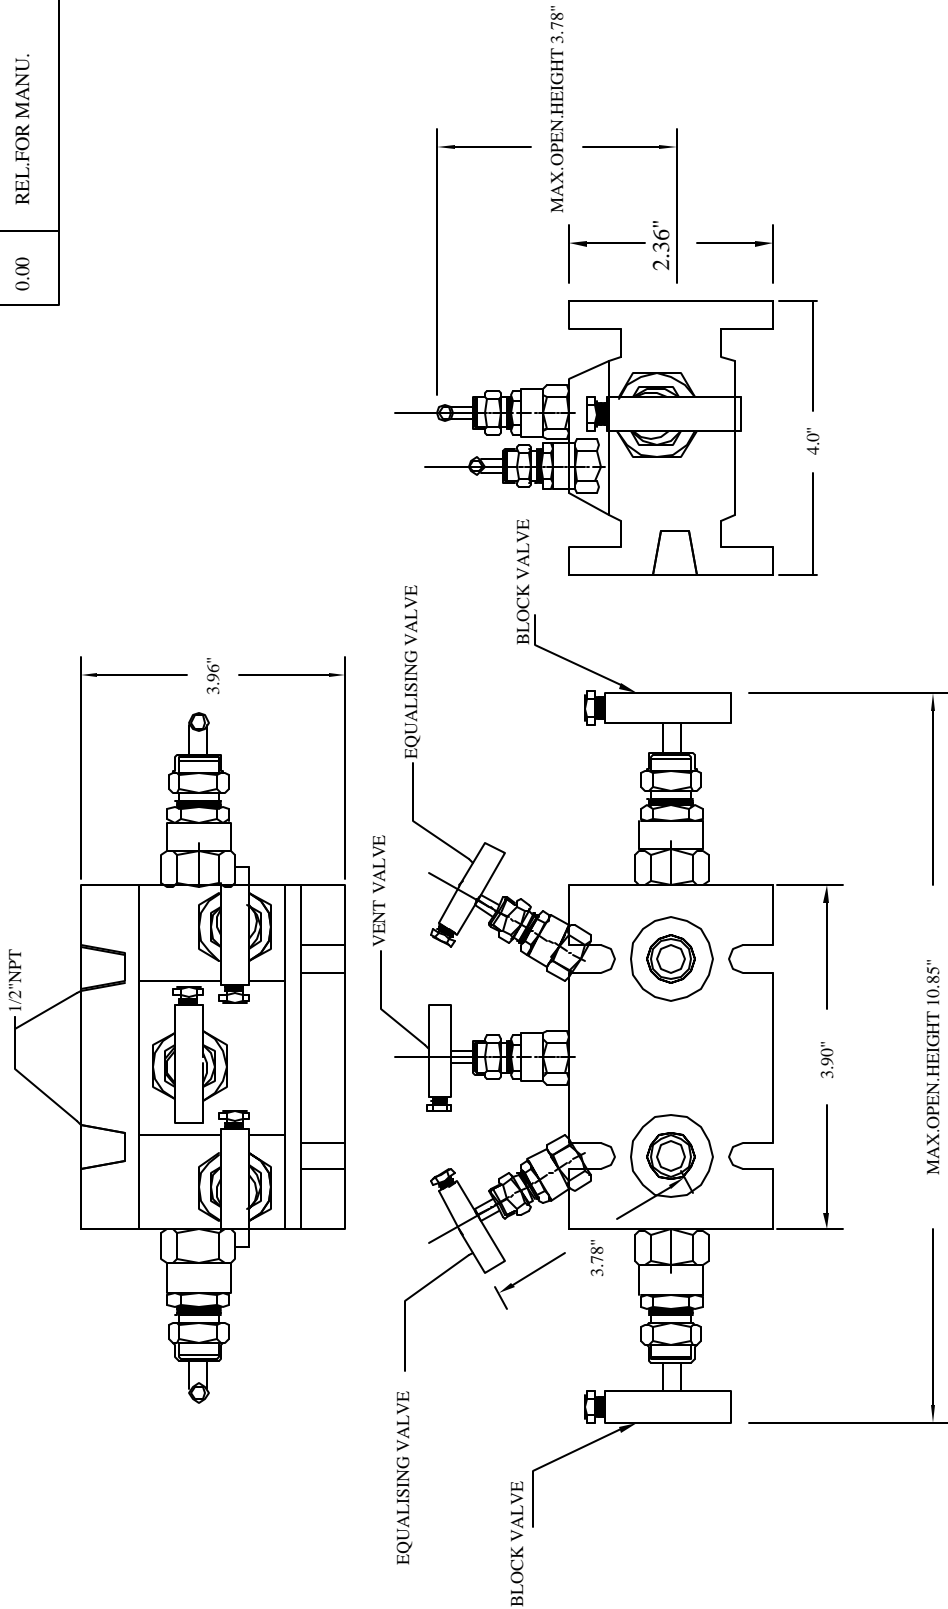 0.00
REL.FOR MANU.
1/2"NPT
3.96"
MAX.OPEN.HEIGHT 3.78"
2.36"
4.0"
EQUALISING VALVE
VENT VALVE
EQUALISING VALVE
BLOCK VALVE
BLOCK VALVE
3.78"
3.90"
MAX.OPEN.HEIGHT 10.85"